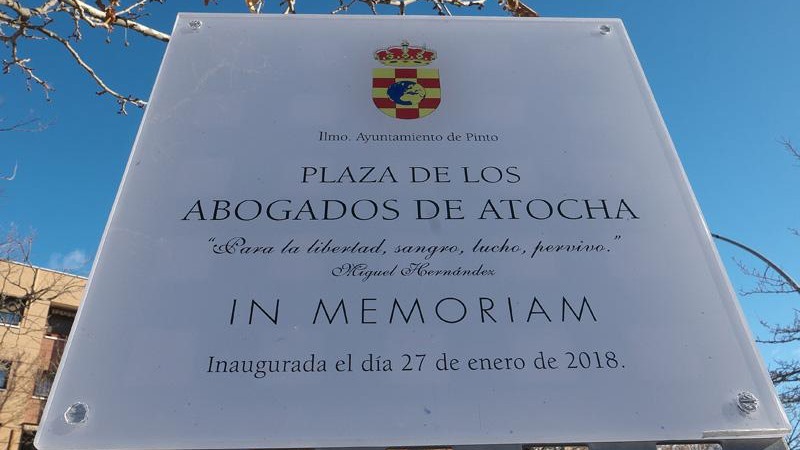 Ilmo. Ayuntamiento de Pinto
PLAZA DE LOS
ABOGADOS DE ATOCHA
“Para la libertad, sangro, lucho, pervivo.”
Miguel Hernández
IN MEMORIAM
Inaugurada el día 27 de enero de 2018.